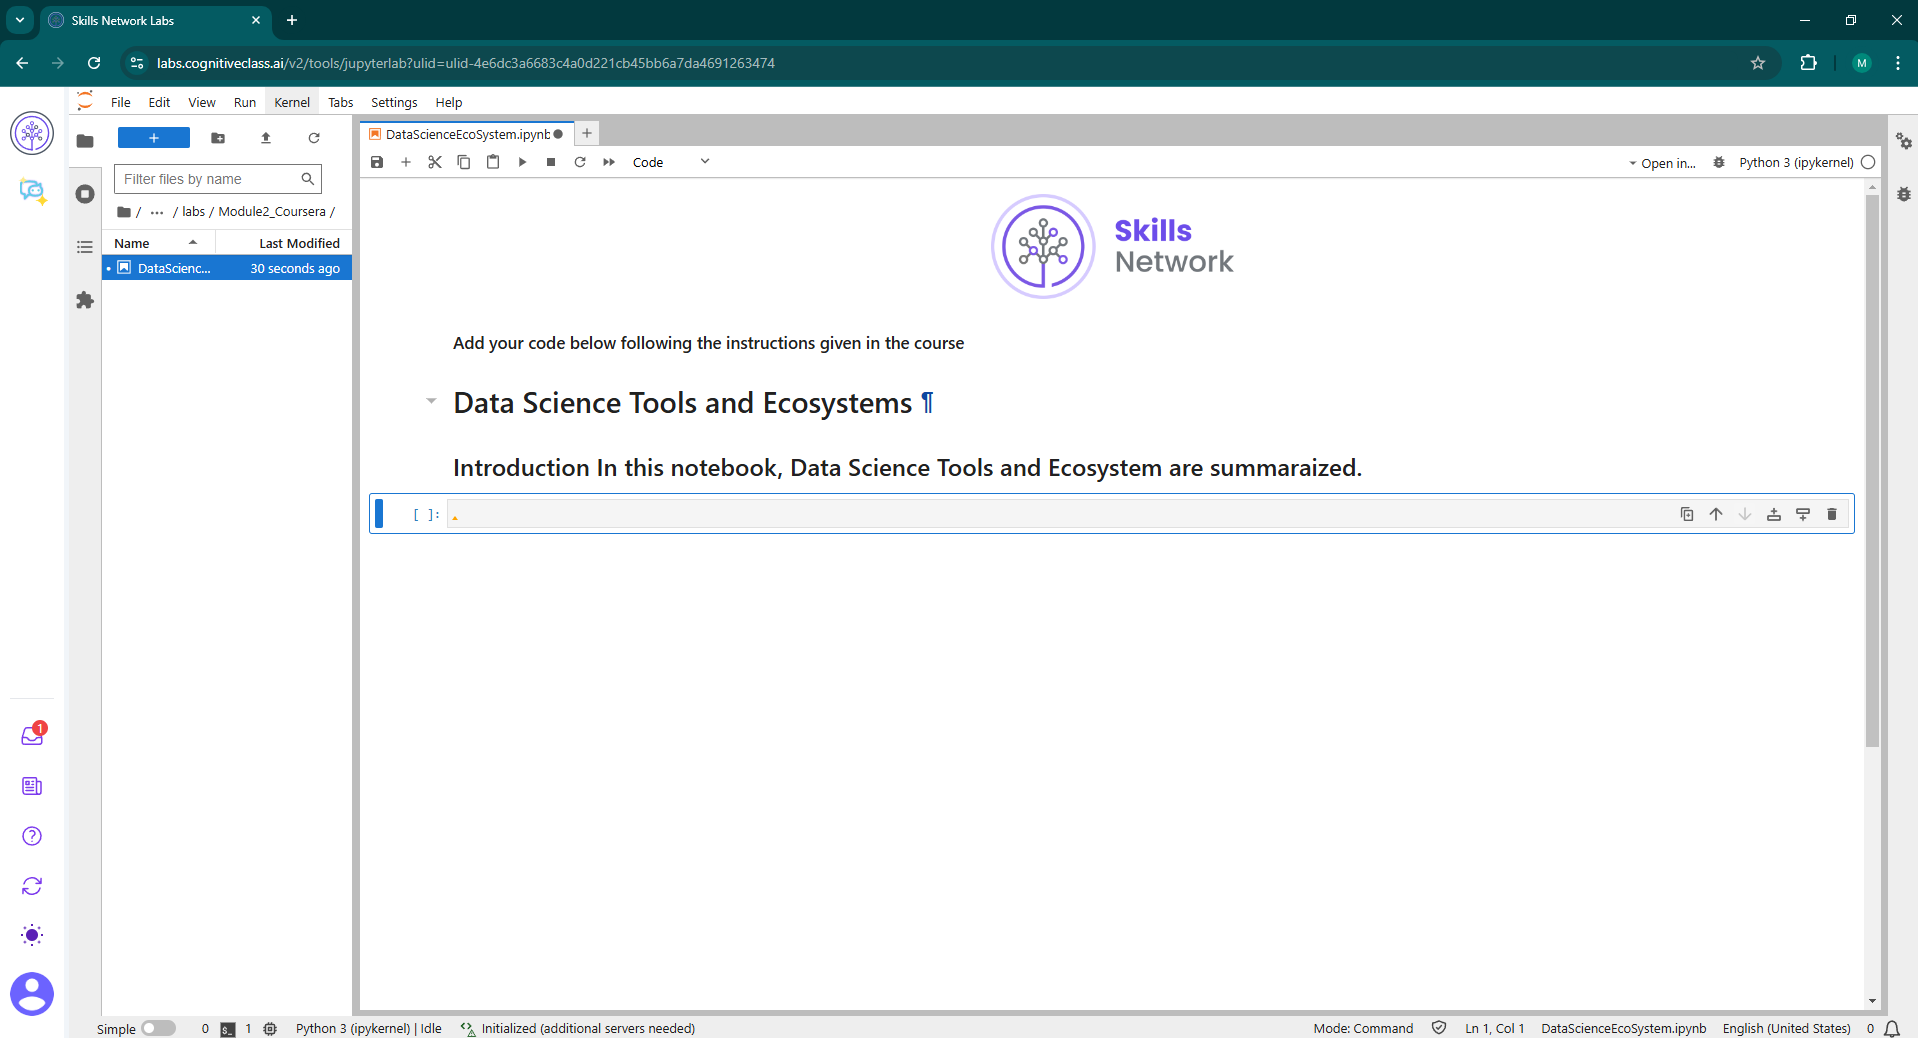 Skills Network Labs
labs.cognitiveclass.ai/v2/tools/jupyterlab?ulid=ulid-4e6dc3a6683c4a0d221cb45bb6a7da4691263474
M
File Edit View Run Kernel Tabs Settings Help
+
DataScienceEcoSystem.ipynb
Filter files by name
Code
Open in...
Python 3 (ipykernel)
/ ... / labs / Module2_Coursera /
Name Last Modified
DataScienc... 30 seconds ago
Skills
Network
Add your code below following the instructions given in the course
Data Science Tools and Ecosystems ¶
Introduction In this notebook, Data Science Tools and Ecosystem are summaraized.
[ ]:
1
Simple 0 $_ 1 Python 3 (ipykernel) | Idle Initialized (additional servers needed) Mode: Command Ln 1, Col 1 DataScienceEcoSystem.ipynb English (United States) 0